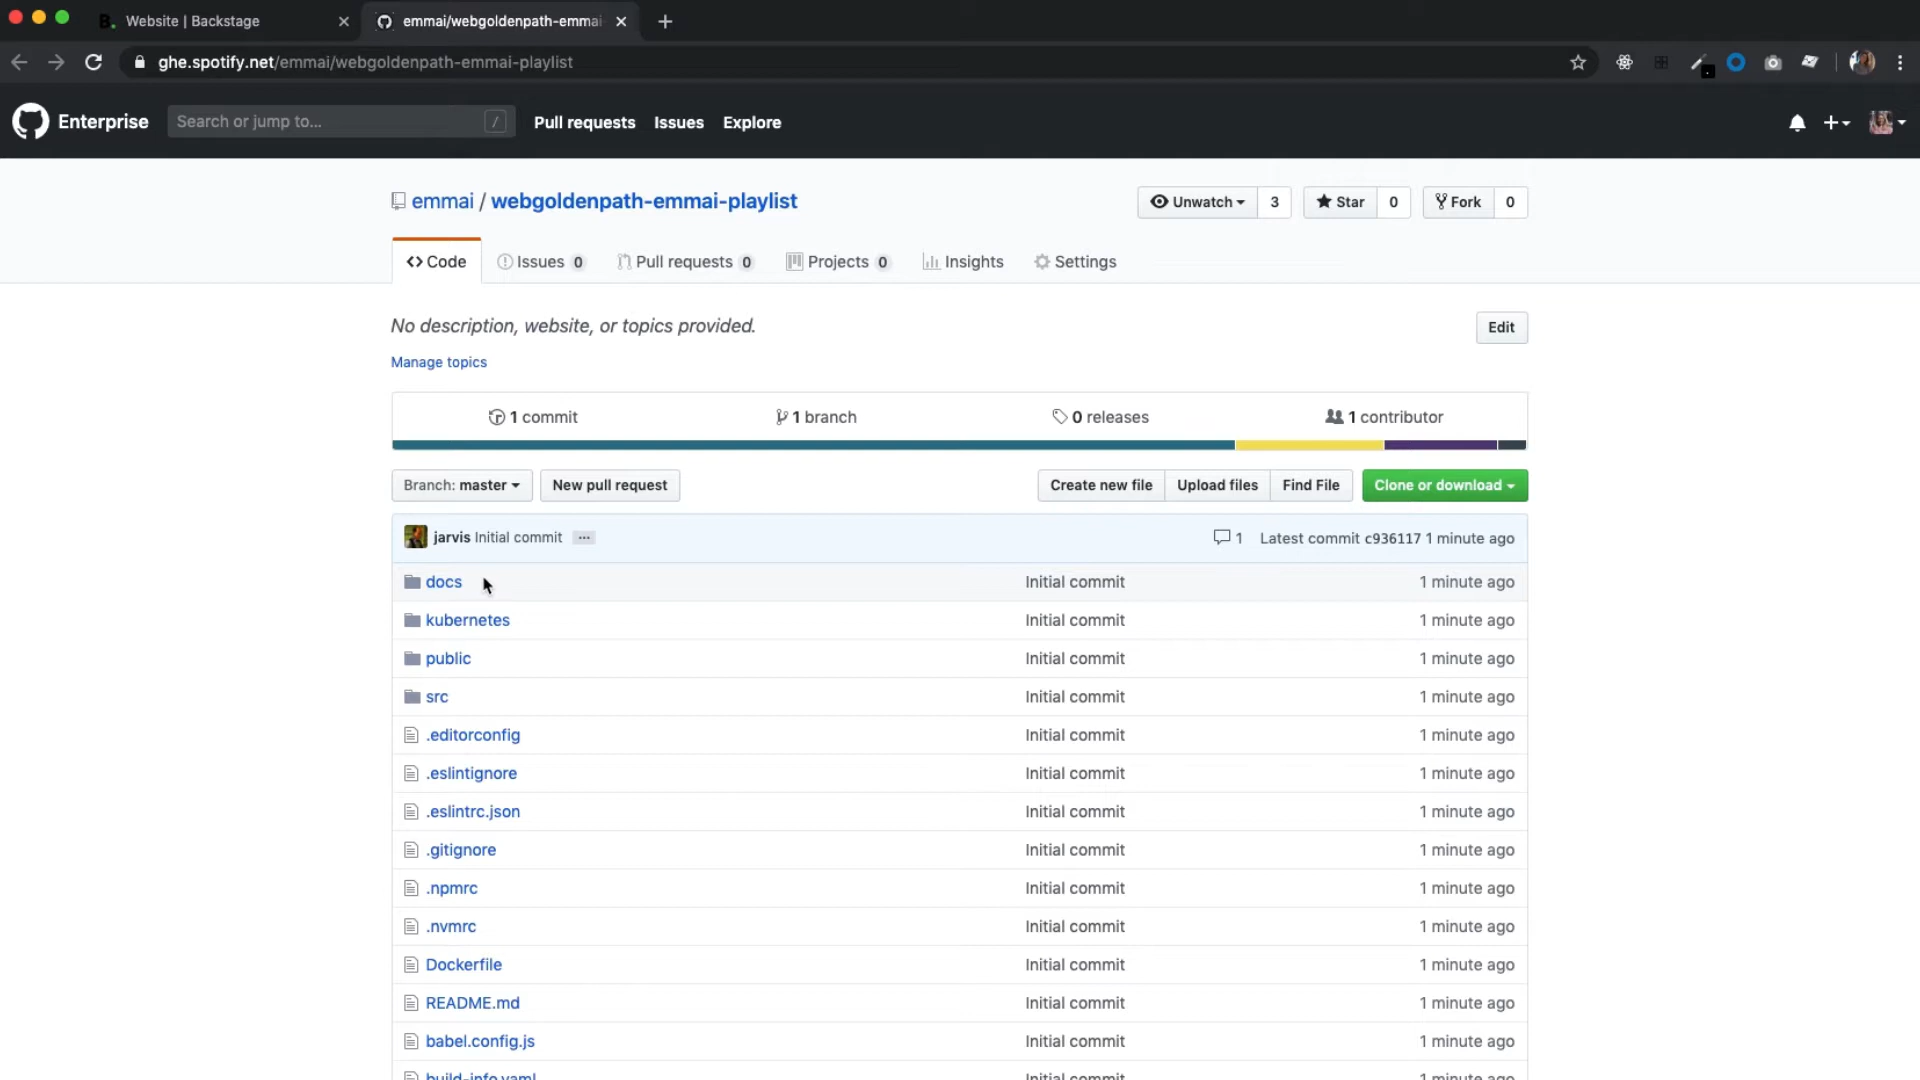 Website | Backstage
emmai/webgoldenpath-emmai
ghe.spotify.net/emmai/webgoldenpath-emmai-playlist
Enterprise Search or jump to... / Pull requests Issues Explore
emmai / webgoldenpath-emmai-playlist
Unwatch 3 Star 0 Fork 0
Code Issues 0 Pull requests 0 Projects 0 Insights Settings
No description, website, or topics provided. Edit
Manage topics
1 commit 1 branch 0 releases 1 contributor
Branch: master New pull request Create new file Upload files Find File Clone or download
jarvis Initial commit ... 1 Latest commit c936117 1 minute ago
docs Initial commit 1 minute ago
kubernetes Initial commit 1 minute ago
public Initial commit 1 minute ago
src Initial commit 1 minute ago
.editorconfig Initial commit 1 minute ago
.eslintignore Initial commit 1 minute ago
.eslintrc.json Initial commit 1 minute ago
.gitignore Initial commit 1 minute ago
.npmrc Initial commit 1 minute ago
.nvmrc Initial commit 1 minute ago
Dockerfile Initial commit 1 minute ago
README.md Initial commit 1 minute ago
babel.config.js Initial commit 1 minute ago
build-info.yaml Initial commit 1 minute ago